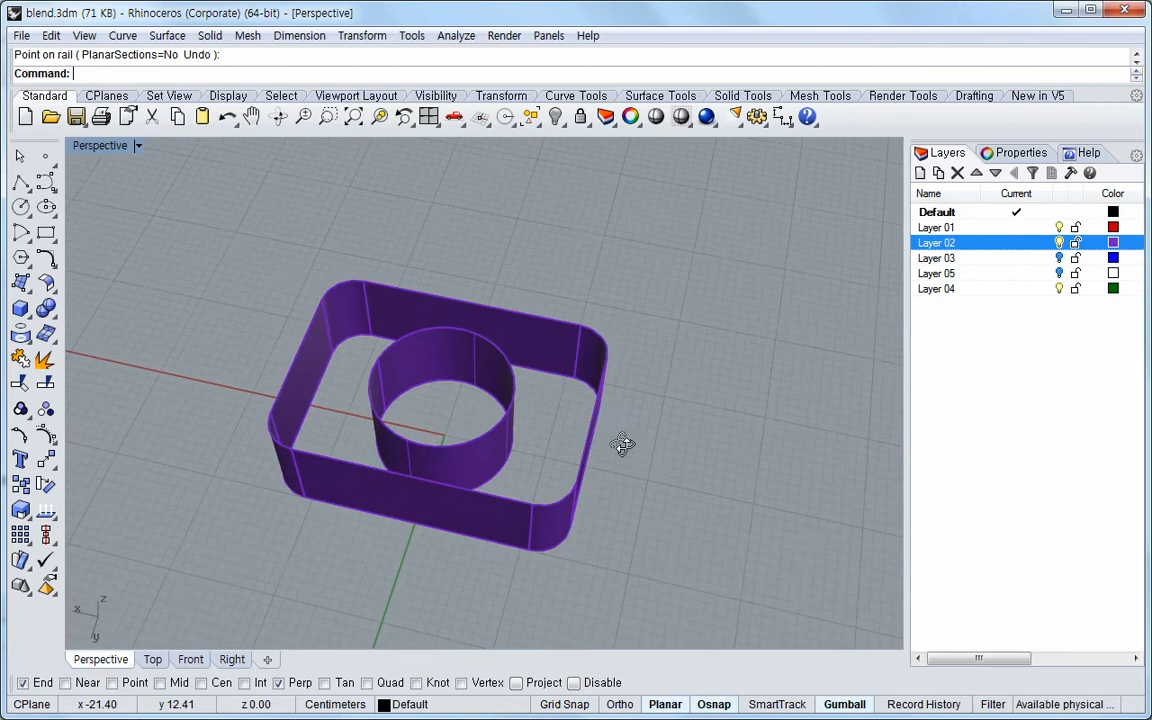 blend.3dm (71 KB) - Rhinoceros (Corporate) (64-bit) - [Perspective]
File Edit View Curve Surface Solid Mesh Dimension Transform Tools Analyze Render Panels Help
Point on rail ( PlanarSections=No Undo ):
Command:
Standard CPlanes Set View Display Select Viewport Layout Visibility Transform Curve Tools Surface Tools Solid Tools Mesh Tools Render Tools Drafting New in V5
Perspective
Layers Properties Help
Name Current Color
Default
Layer 01
Layer 02
Layer 03
Layer 05
Layer 04
z
x
y
Perspective Top Front Right
End Near Point Mid Cen Int Perp Tan Quad Knot Vertex Project Disable
CPlane x -21.40 y 12.41 z 0.00 Centimeters Default Grid Snap Ortho Planar Osnap SmartTrack Gumball Record History Filter Available physical ...